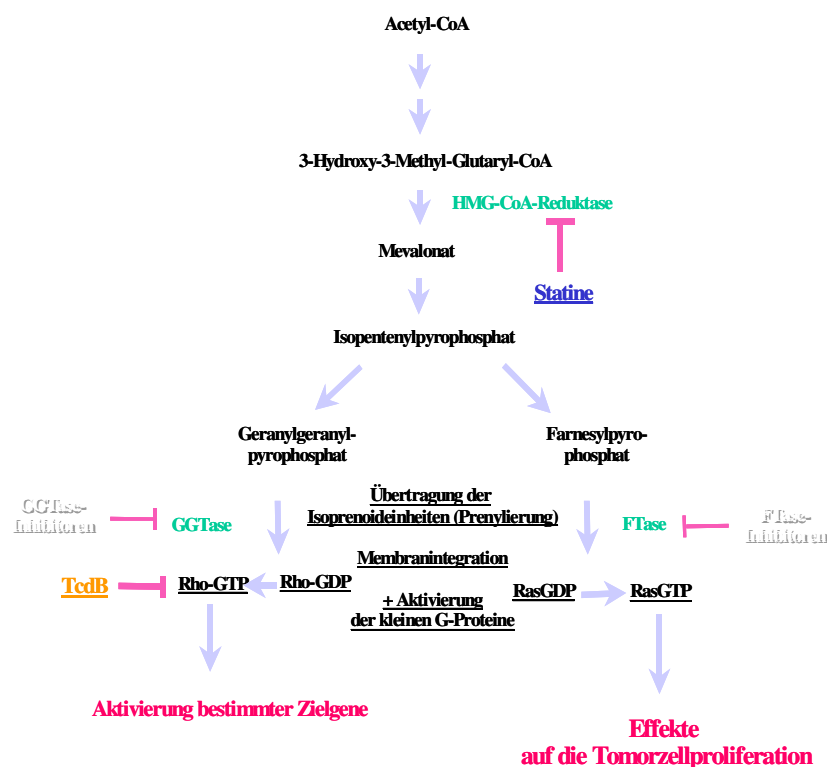 Acetyl-CoA
3-Hydroxy-3-Methyl-Glutaryl-CoA
HMG-CoA-Reduktase
Mevalonat
Statine
Isopentenylpyrophosphat
Geranylgeranyl-
pyrophosphat
Farnesylpyro-
phosphat
Übertragung der
Isoprenoideinheiten (Prenylierung)
GGTase-
Inhibitoren
GGTase
FTase
FTase-
Inhibitoren
Membranintegration
TcdB
Rho-GTP
Rho-GDP
+ Aktivierung
der kleinen G-Proteine
RasGDP
RasGTP
Aktivierung bestimmter Zielgene
Effekte
auf die Tomorzellproliferation